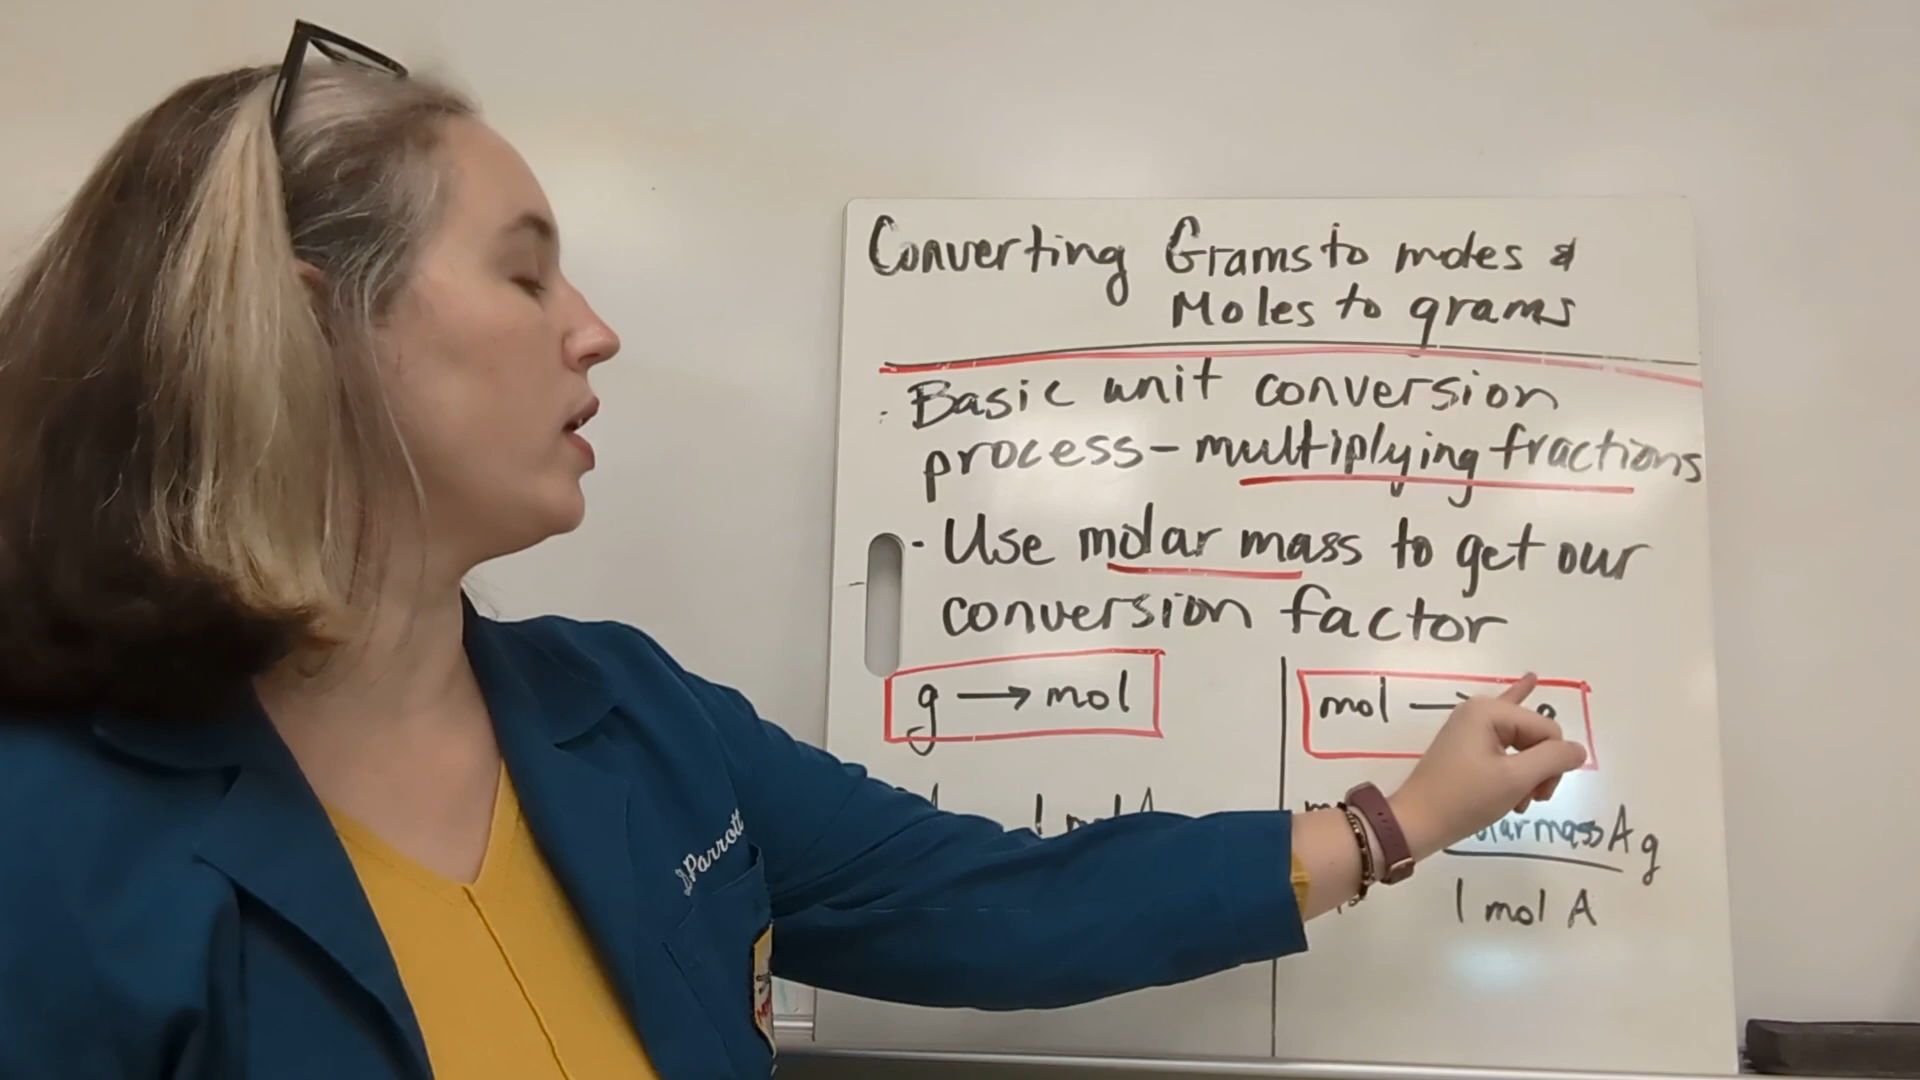 Converting Grams to moles &
Moles to grams
· Basic unit conversion
process - multiplying fractions
- Use molar mass to get our
conversion factor
g → mol
mol → g
mass A g
1 mol A
S Parrott